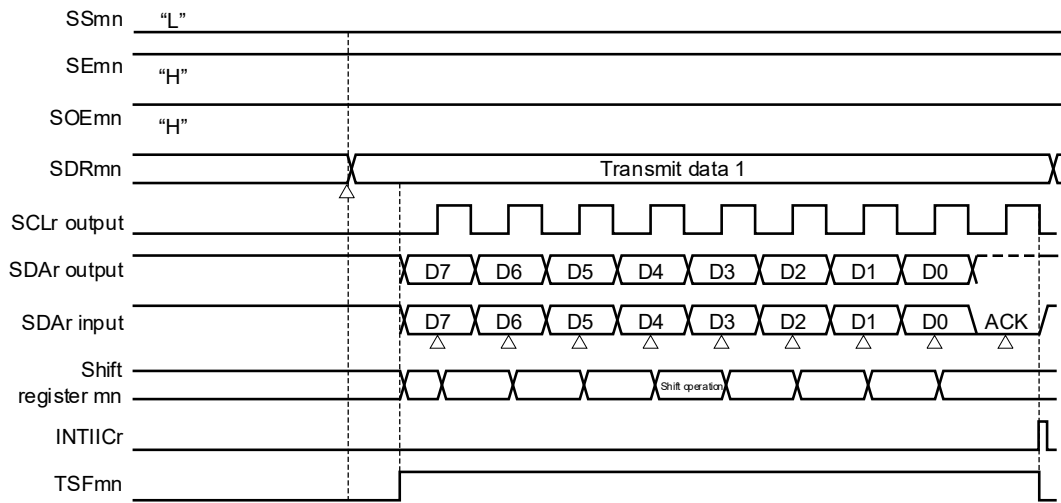 SSmn “L”
SEmn
“H”
SOEmn
“H”
SDRmn Transmit data 1
SCLr output
SDAr output D7 D6 D5 D4 D3 D2 D1 D0
SDAr input D7 D6 D5 D4 D3 D2 D1 D0 ACK
Shift
register mn Shift operation
INTIICr
TSFmn